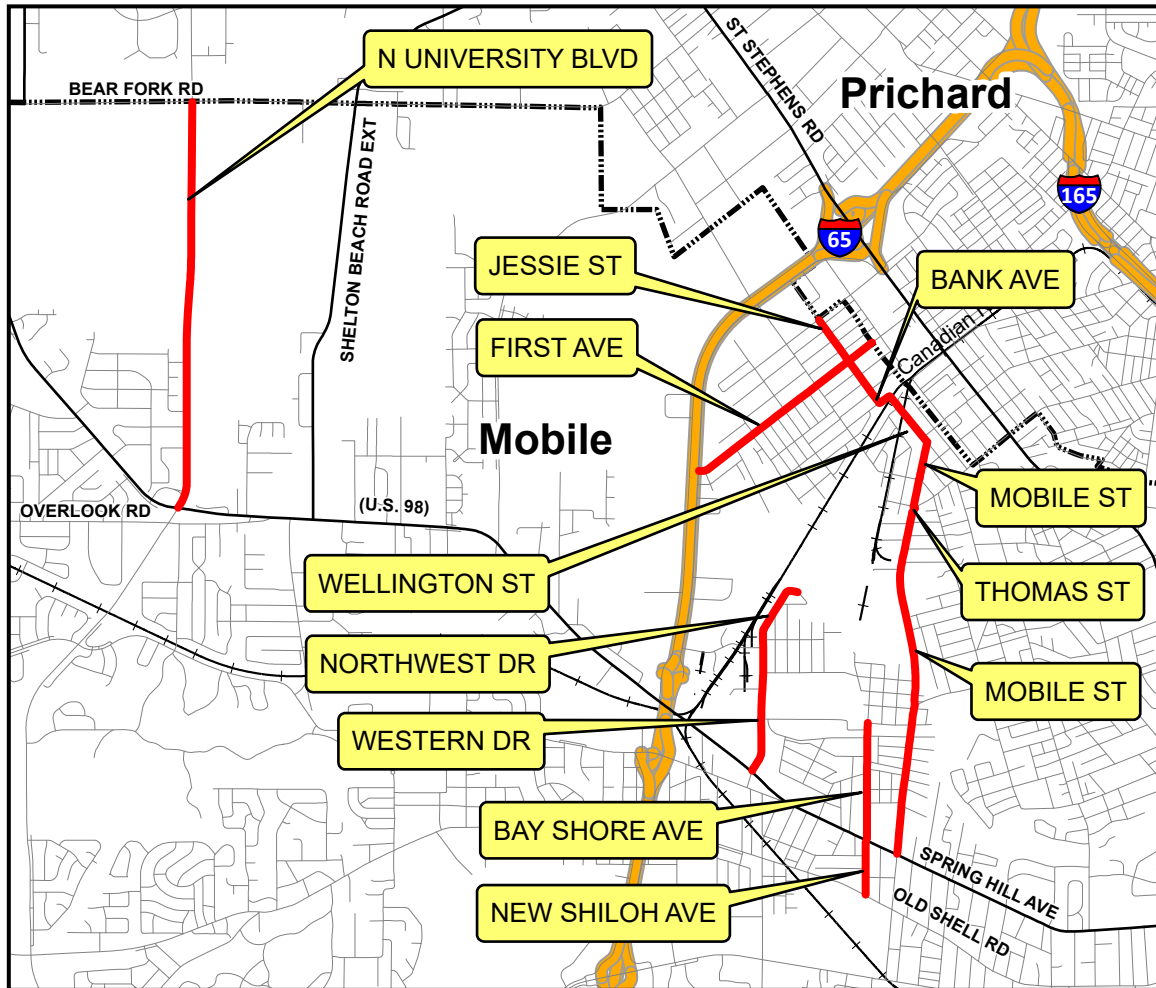 N UNIVERSITY BLVD
ST STEPHENS RD
Prichard
BEAR FORK RD
SHELTON BEACH ROAD EXT
165
65
JESSIE ST
BANK AVE
FIRST AVE
Canadian
Mobile
MOBILE ST
OVERLOOK RD
(U.S. 98)
WELLINGTON ST
THOMAS ST
NORTHWEST DR
MOBILE ST
WESTERN DR
BAY SHORE AVE
SPRING HILL AVE
NEW SHILOH AVE
OLD SHELL RD